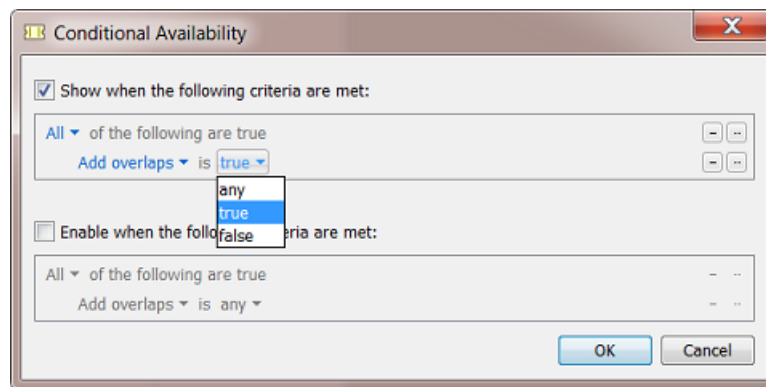 Conditional Availability
Show when the following criteria are met:
All of the following are true
Add overlaps is true
any
true
false
Enable when the follo eria are met:
All of the following are true
Add overlaps is any
OK Cancel